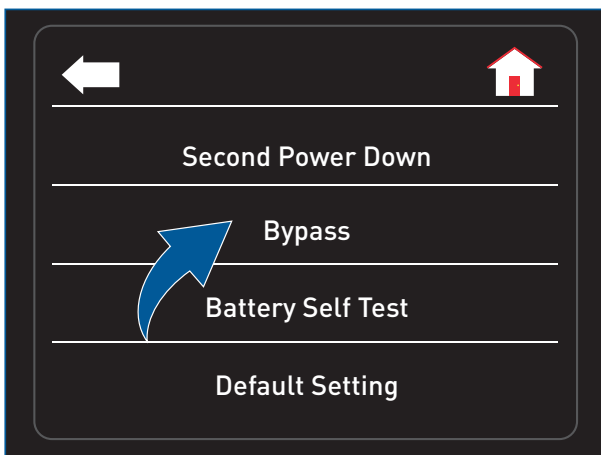 Second Power Down
Bypass
Battery Self Test
Default Setting